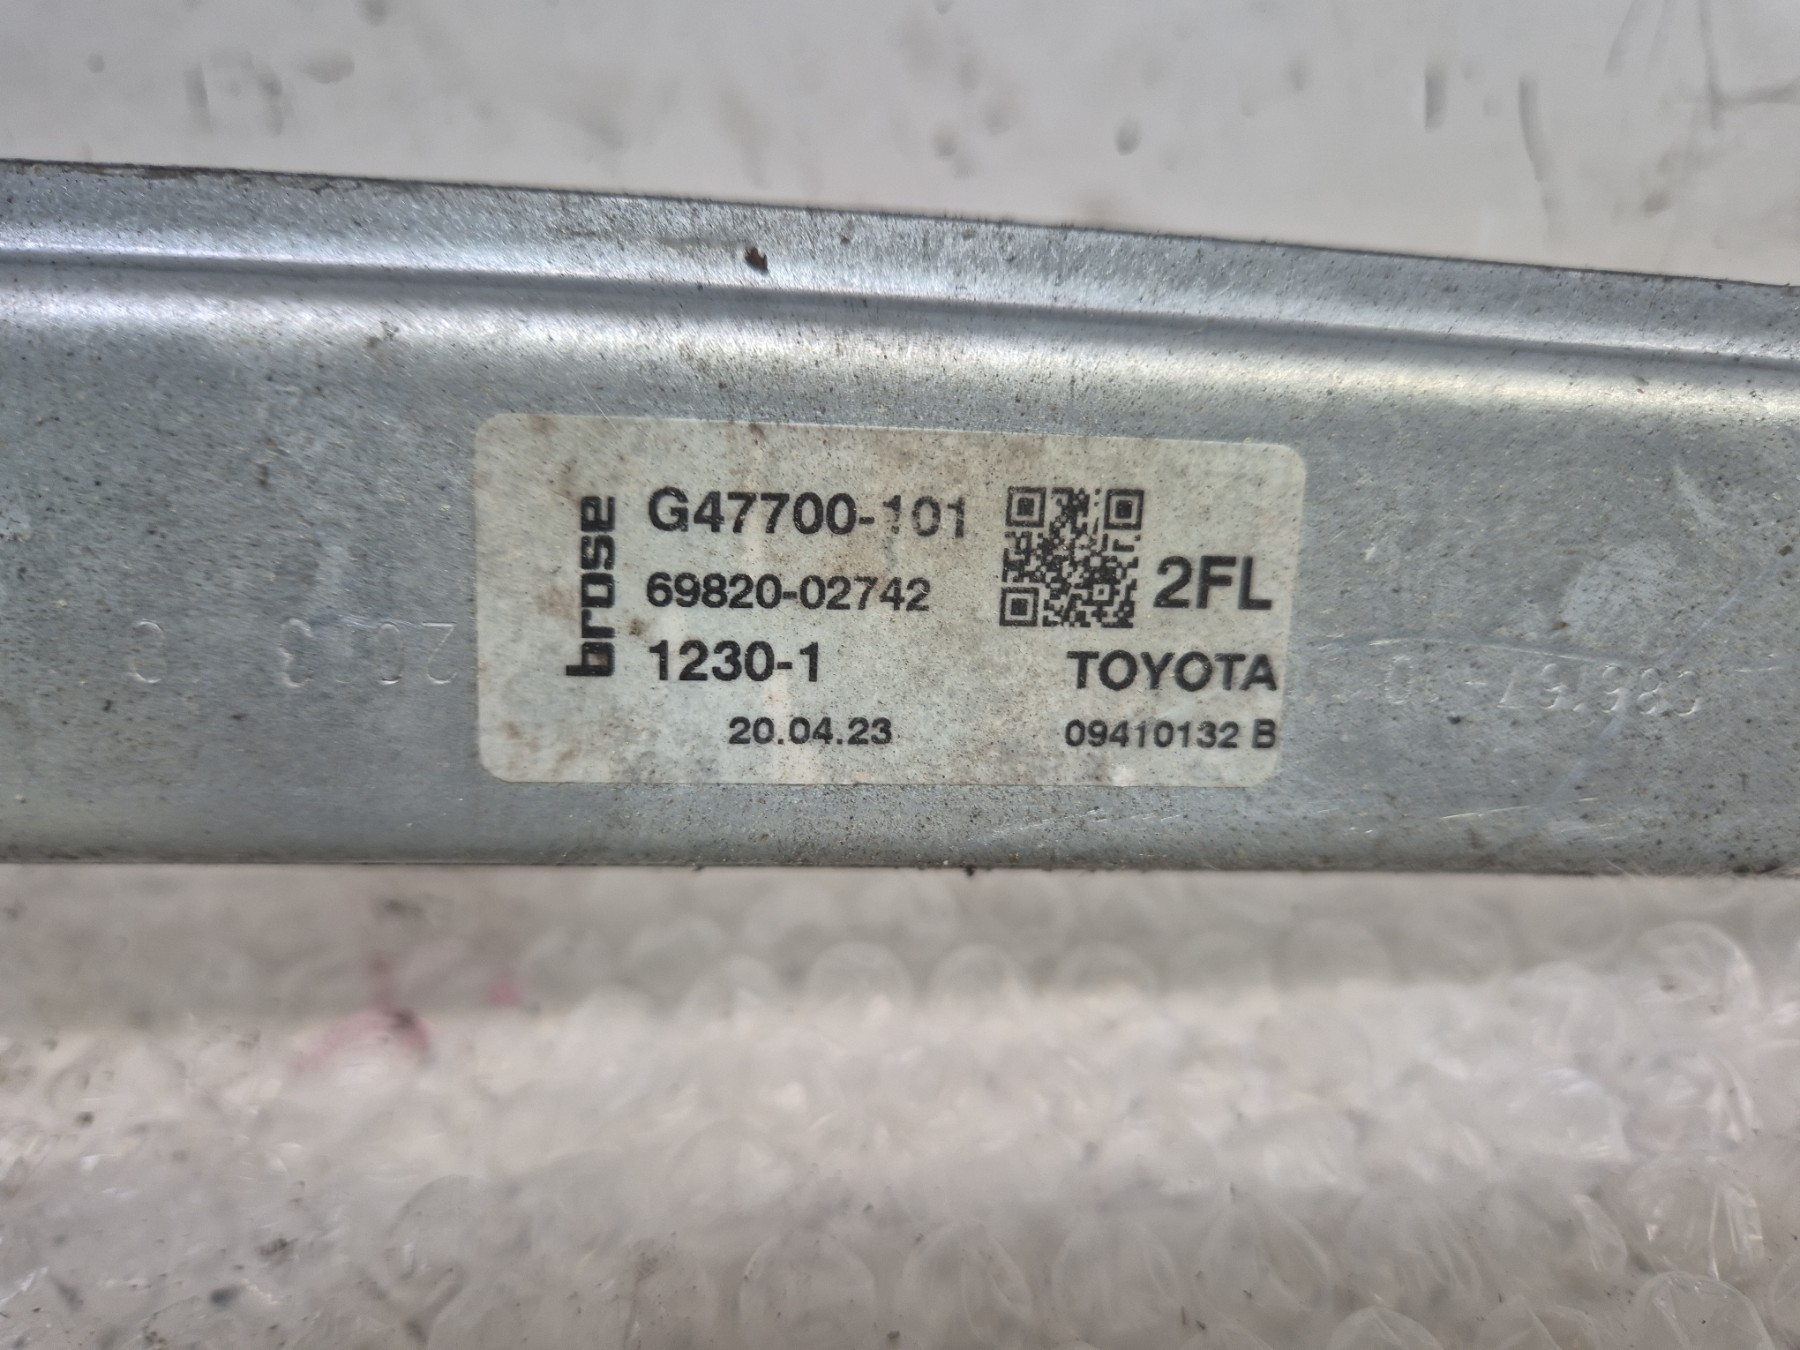 brose
G47700-101
69820-02742
1230-1
20.04.23
2FL
TOYOTA
09410132 B